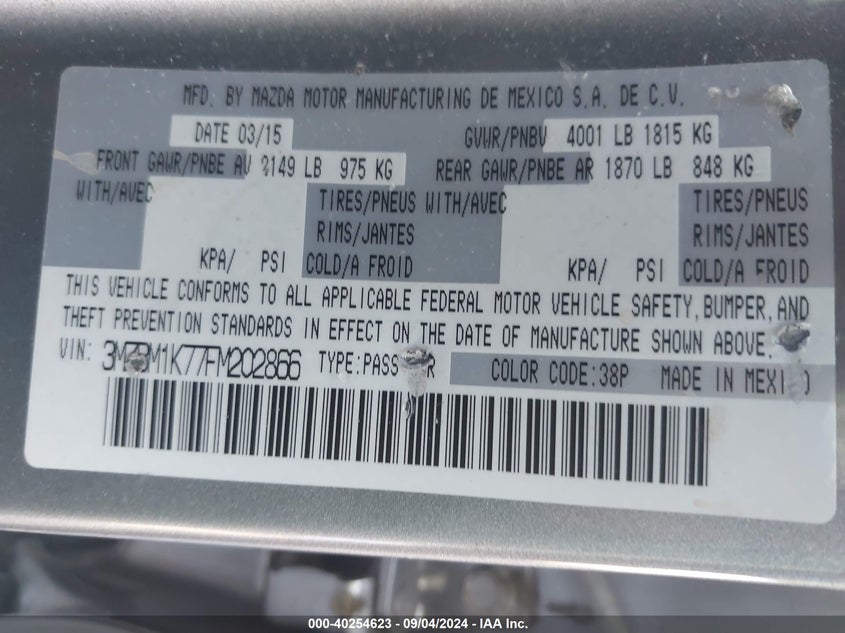 MFD. BY MAZDA MOTOR MANUFACTURING DE MEXICO S.A. DE C.V.
DATE 03/15 GVWR/PNBV 4001 LB 1815 KG
FRONT GAWR/PNBE AV 2149 LB 975 KG REAR GAWR/PNBE AR 1870 LB 848 KG
WITH/AVEC TIRES/PNEUS WITH/AVEC TIRES/PNEUS
RIMS/JANTES RIMS/JANTES
KPA/ PSI COLD/A FROID KPA/ PSI COLD/A FROID
THIS VEHICLE CONFORMS TO ALL APPLICABLE FEDERAL MOTOR VEHICLE SAFETY, BUMPER, AND
THEFT PREVENTION STANDARDS IN EFFECT ON THE DATE OF MANUFACTURE SHOWN ABOVE.
VIN: TYPE: COLOR CODE:38P MADE IN MEXICO
000-40254623 - 09/04/2024 - IAA Inc.